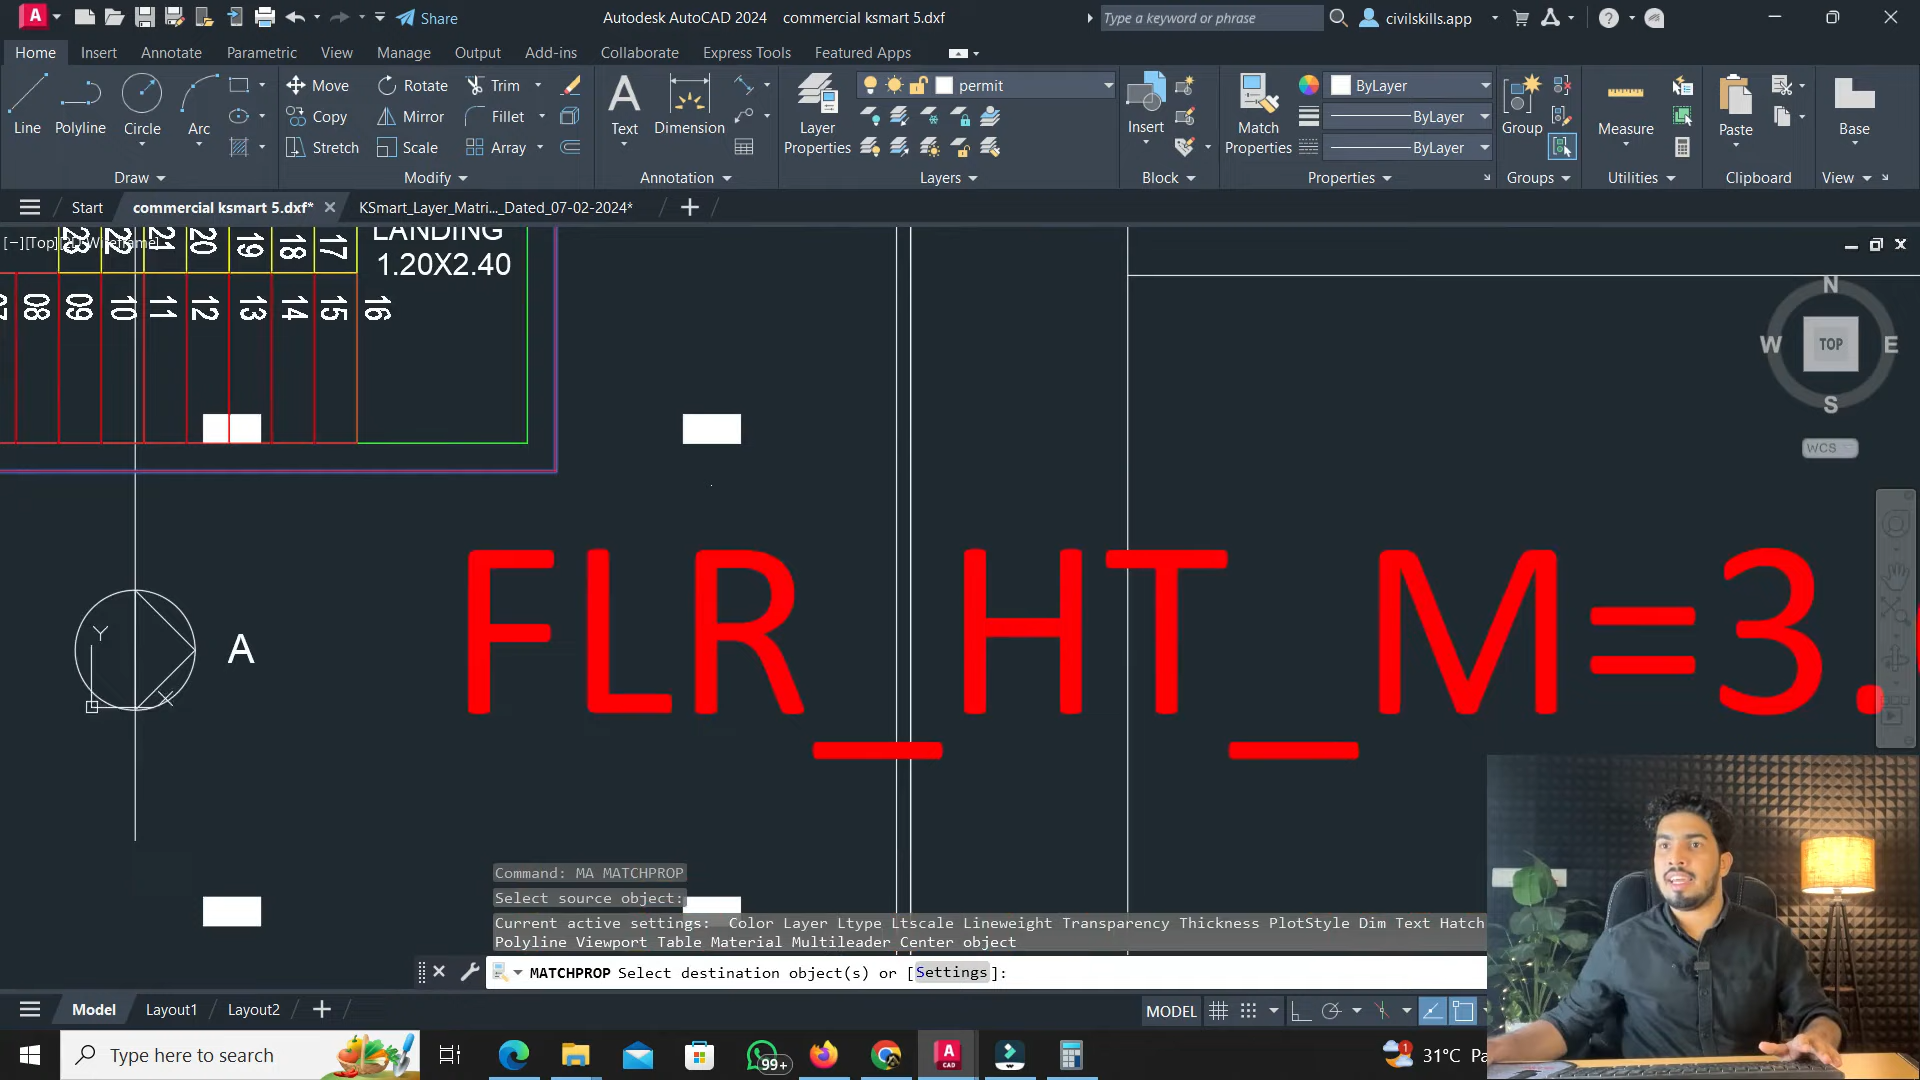 Share
Autodesk AutoCAD 2024 commercial ksmart 5.dxf
Type a keyword or phrase
civilskills.app
Home Insert Annotate Parametric View Manage Output Add-ins Collaborate Express Tools Featured Apps
Line Polyline Circle Arc
Move Rotate Trim
Copy Mirror Fillet
Stretch Scale Array
Text Dimension
Layer Properties
permit
Insert
Match Properties
ByLayer
ByLayer
ByLayer
Group
Measure
Paste
Base
Draw Modify Annotation Layers Block Properties Groups Utilities Clipboard View
Start commercial ksmart 5.dxf* KSmart_Layer_Matri..._Dated_07-02-2024*
[−][Top]
23 22 21 20 19 18 17
LANDING
1.20X2.40
08 09 10 11 12 13 14 15 16
N
W TOP E
S
WCS
Y
X
A
FLR_HT_M=3.
Command: MA MATCHPROP
Select source object:
Current active settings: Color Layer Ltype Ltscale Lineweight Transparency Thickness PlotStyle Dim Text Hatch
Polyline Viewport Table Material Multileader Center object
MATCHPROP Select destination object(s) or [Settings]:
Model Layout1 Layout2
MODEL
Type here to search
99+
CAD
1
31°C